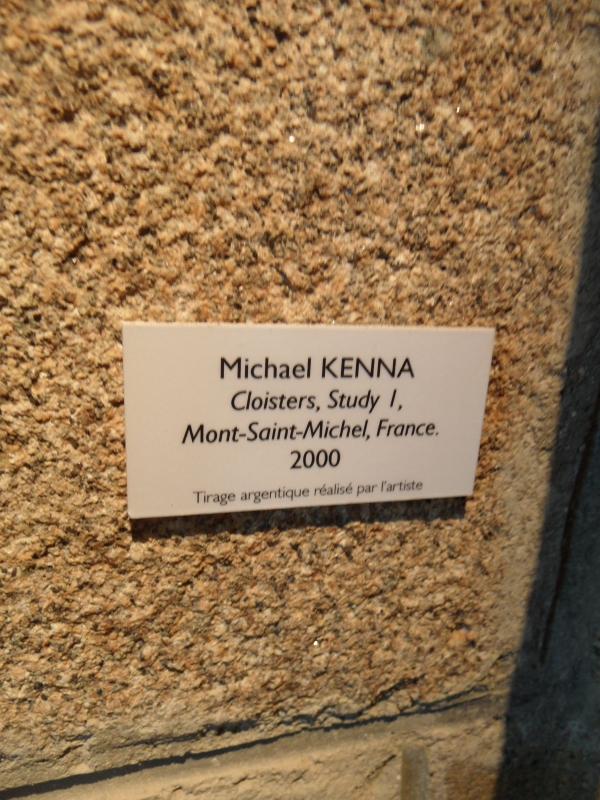 Michael KENNA
Cloisters, Study 1,
Mont-Saint-Michel, France.
2000
Tirage argentique réalisé par l'artiste